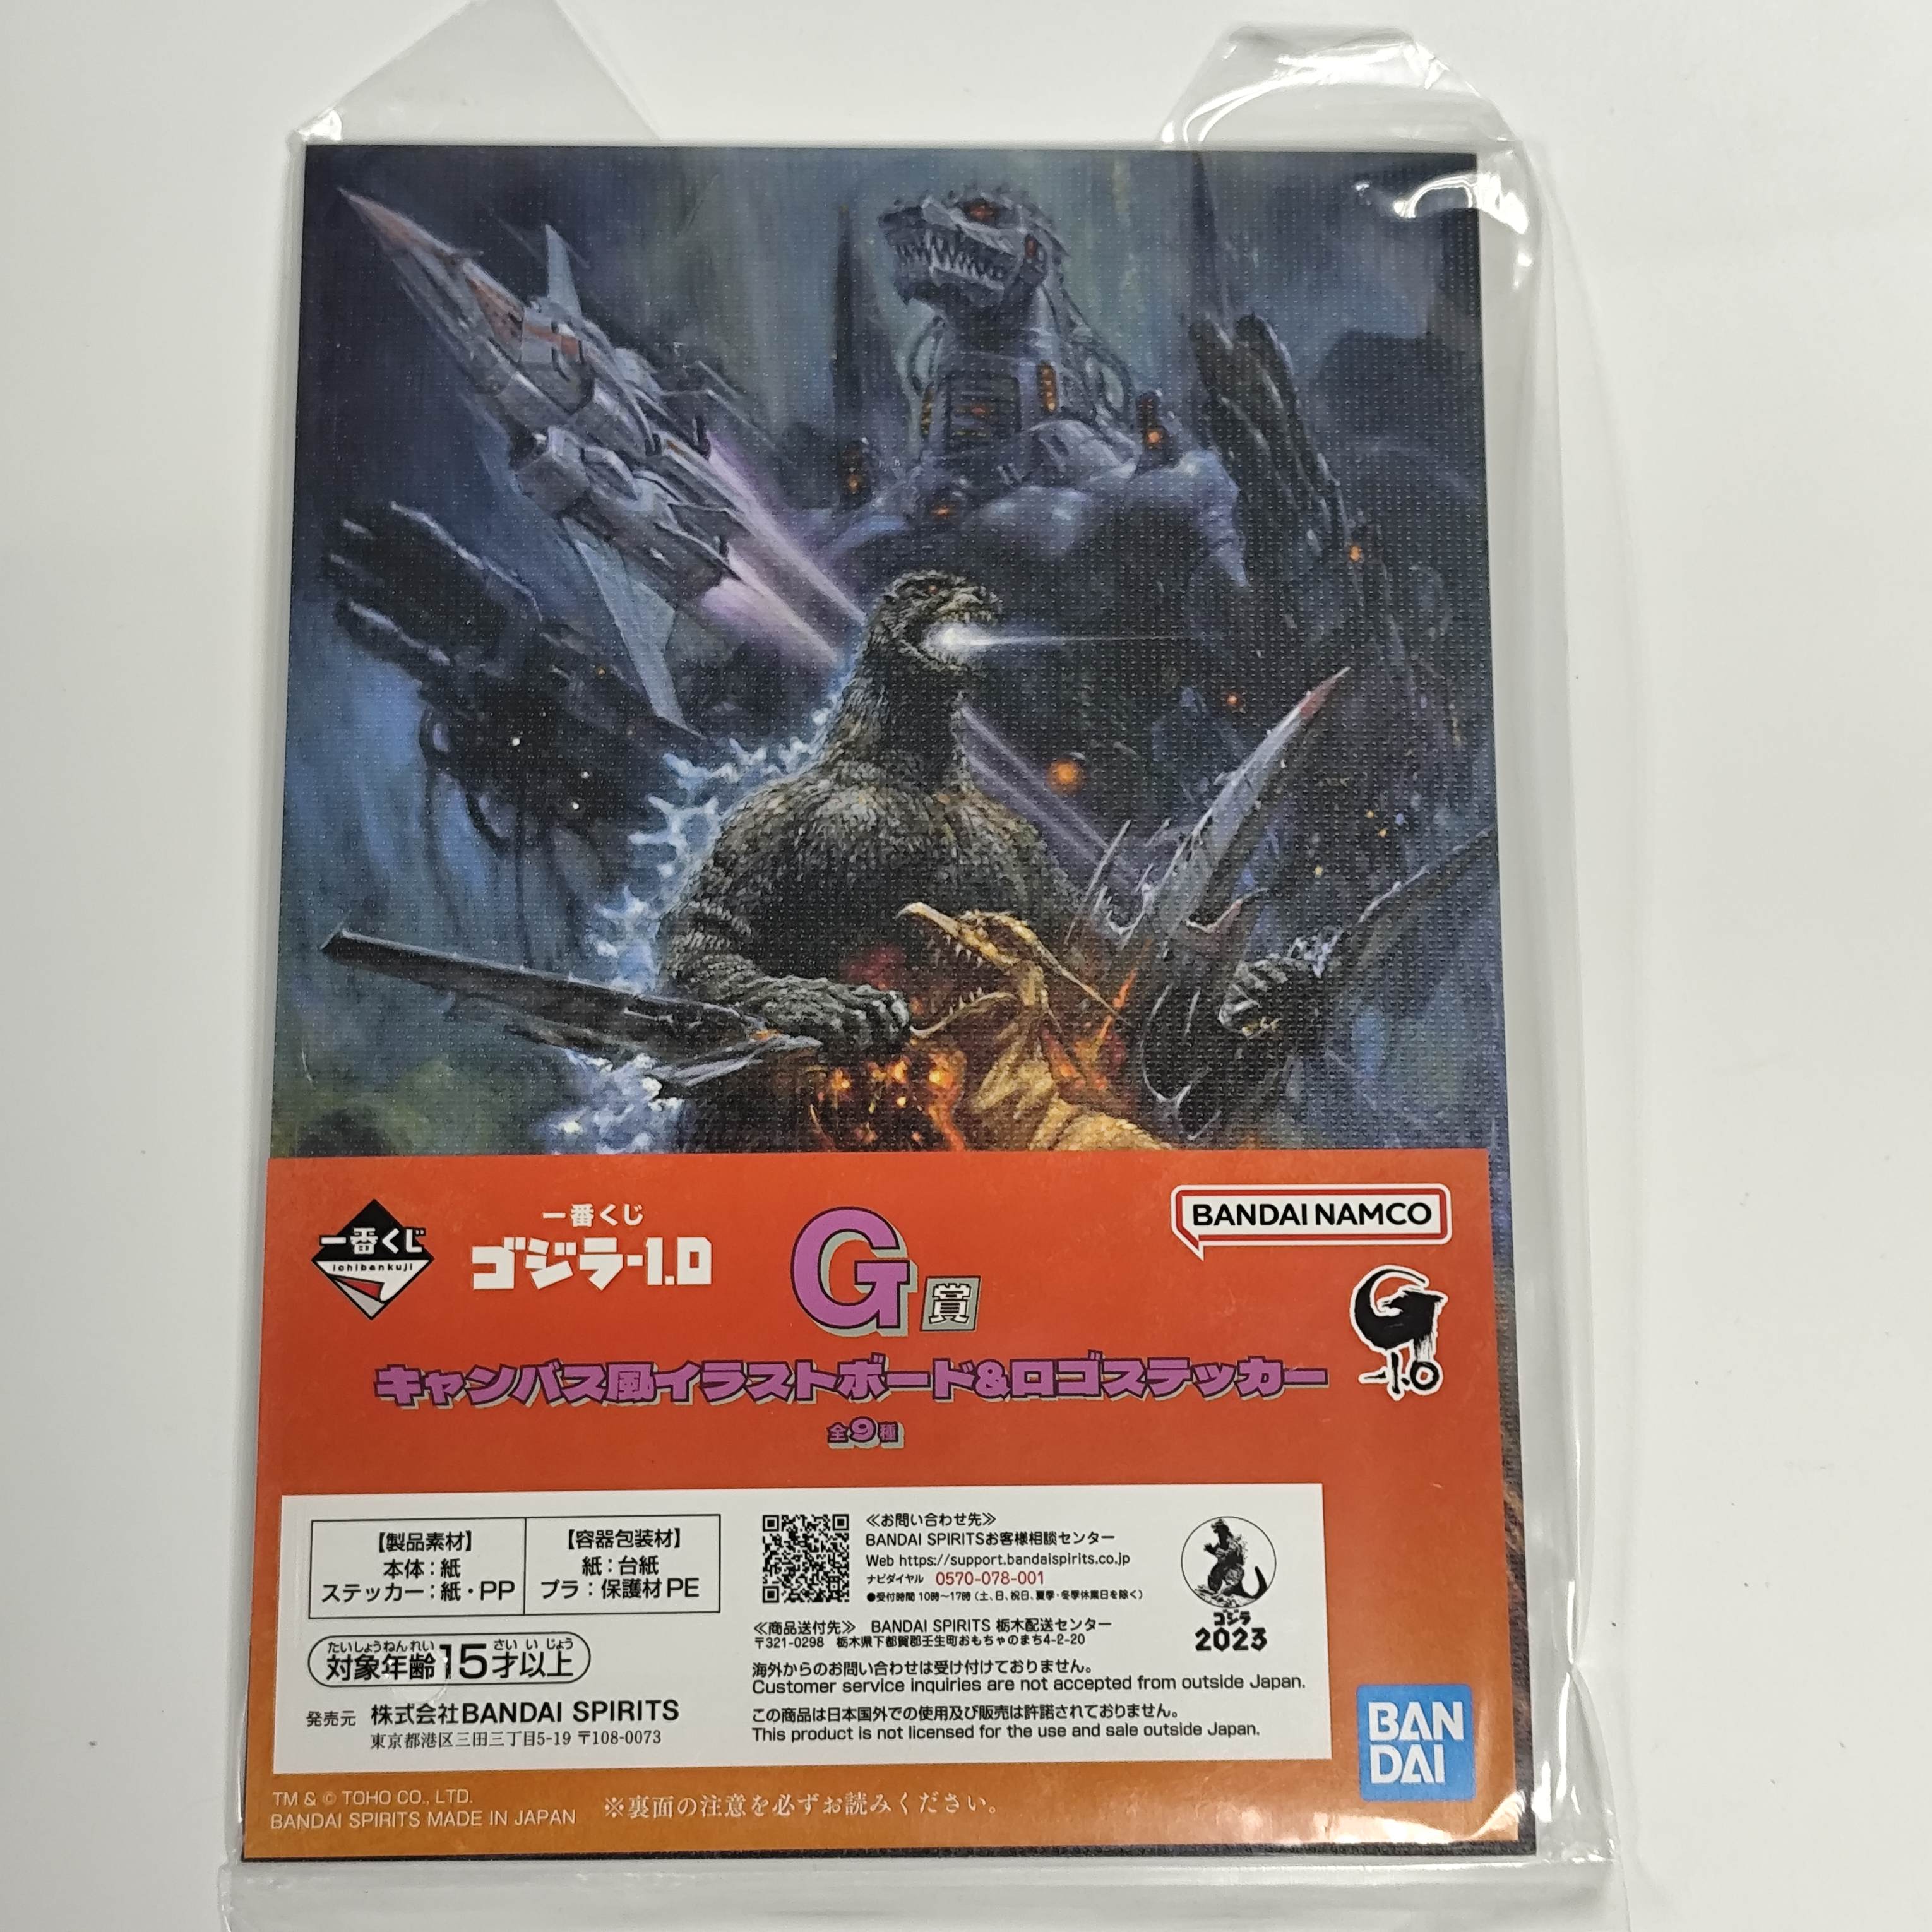 一番くじ
ichibankuji
一番くじ
ゴジラ-1.0
G賞
BANDAI NAMCO
-1.0
キャンバス風イラストボード&ロゴステッカー
全9種
【製品素材】
本体:紙
ステッカー:紙・PP
【容器包装材】
紙:台紙
プラ:保護材PE
たいしょうねんれい さい い じょう
対象年齢15才以上
発売元 株式会社BANDAI SPIRITS
東京都港区三田三丁目5-19 〒108-0073
≪お問い合わせ先≫
BANDAI SPIRITSお客様相談センター
Web https://support.bandaispirits.co.jp
ナビダイヤル 0570-078-001
●受付時間 10時～17時(土、日、祝日、夏季・冬季休業日を除く)
≪商品送付先≫ BANDAI SPIRITS 栃木配送センター
〒321-0298 栃木県下都賀郡壬生町おもちゃのまち4-2-20
海外からのお問い合わせは受け付けておりません。
Customer service inquiries are not accepted from outside Japan.
この商品は日本国外での使用及び販売は許諾されておりません。
This product is not licensed for the use and sale outside Japan.
ゴジラ
2023
BAN
DAI
TM & © TOHO CO., LTD.
BANDAI SPIRITS MADE IN JAPAN
※裏面の注意を必ずお読みください。